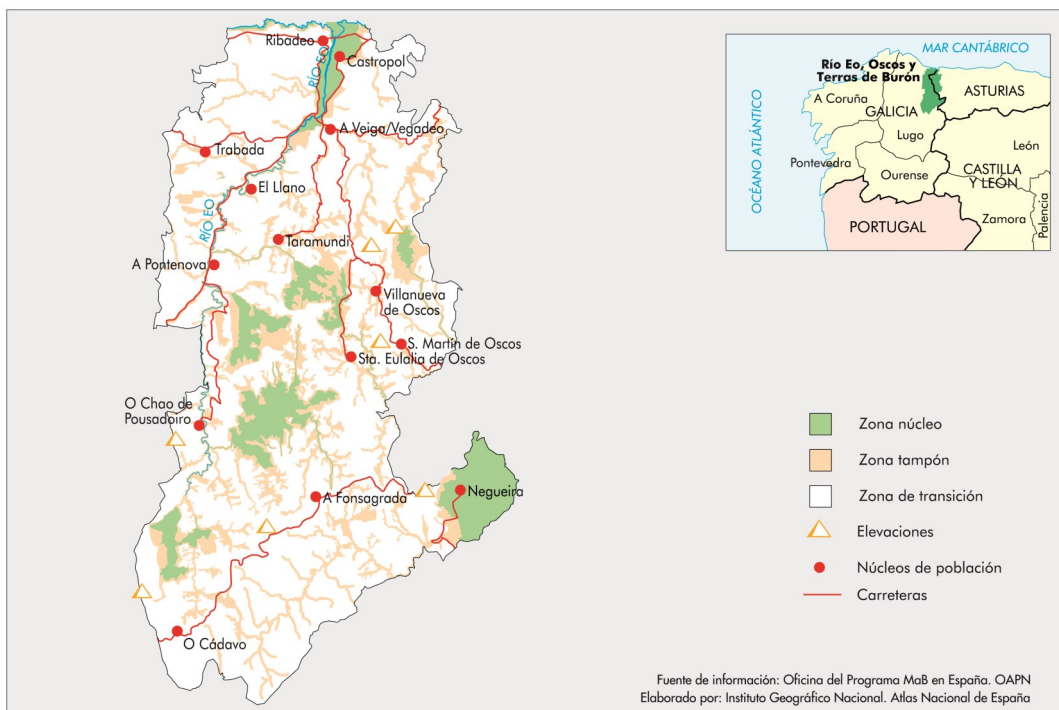 Ribadeo
Castropol
RÍO EO
A Veiga/Vegadeo
Trabada
El Llano
RÍO EO
Taramundi
A Pontenova
Villanueva
de Oscos
S. Martín de Oscos
Sta. Eulalia de Oscos
O Chao de
Pousadoiro
Negueira
A Fonsagrada
O Cádavo
MAR CANTÁBRICO
Río Eo, Oscos y
Terras de Burón
ASTURIAS
A Coruña
GALICIA
OCÉANO ATLÁNTICO
Lugo
León
Pontevedra
CASTILLA
Y LEÓN
Ourense
Palencia
PORTUGAL
Zamora
Zona núcleo
Zona tampón
Zona de transición
Elevaciones
Núcleos de población
Carreteras
Fuente de información: Oficina del Programa MaB en España. OAPN
Elaborado por: Instituto Geográfico Nacional. Atlas Nacional de España